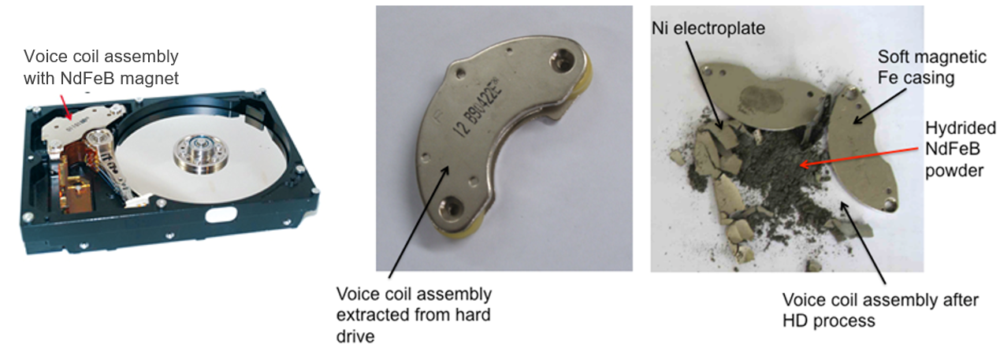 Voice coil assembly
with NdFeB magnet
12 B90422E
Voice coil assembly
extracted from hard
drive
Ni electroplate
Soft magnetic
Fe casing
Hydrided
NdFeB
powder
Voice coil assembly after
HD process